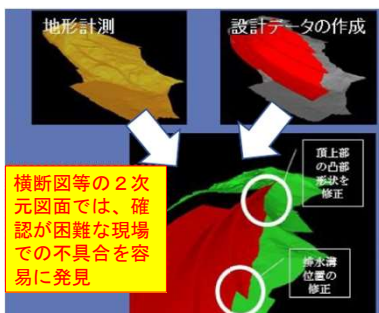 地形計測
設計データの作成
頂上部
の凸部
形状を
修正
横断図等の2次
元図面では、確
認が困難な現場
での不具合を容
易に発見
排水溝
位置の
修正